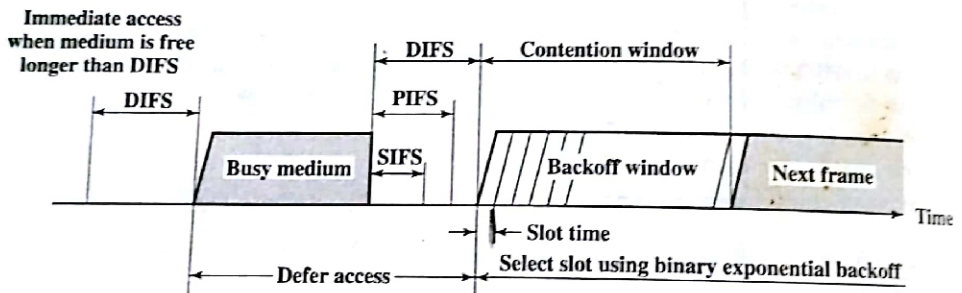 Immediate access
when medium is free
longer than DIFS
DIFS
DIFS
Contention window
PIFS
SIFS
Busy medium
Backoff window
Next frame
Time
Slot time
Defer access
Select slot using binary exponential backoff